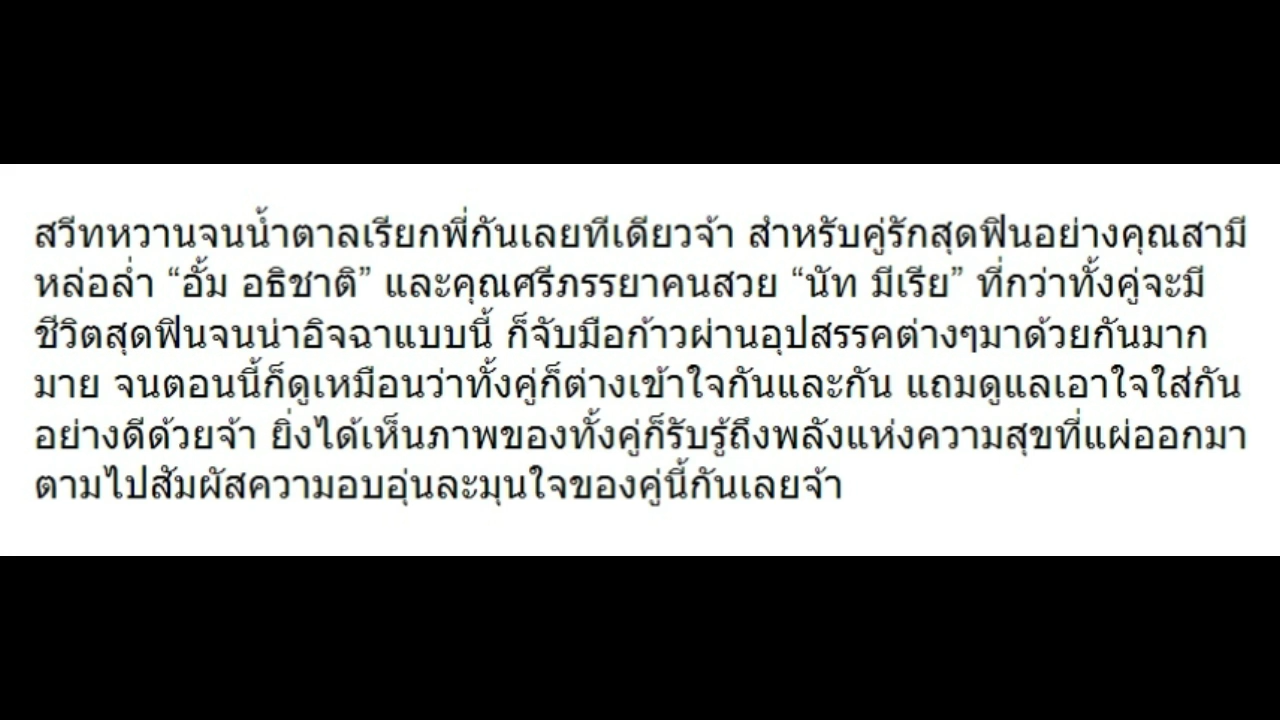 สวีทหวานจนน้ำตาลเรียกพี่กันเลยทีเดียวจ้า สำหรับคู่รักสุดฟินอย่างคุณสามี
หล่อล่ำ “อั้ม อธิชาติ” และคุณศรีภรรยาคนสวย “นัท มีเรีย” ที่กว่าทั้งคู่จะมี
ชีวิตสุดฟินจนน่าอิจฉาแบบนี้ ก็จับมือก้าวผ่านอุปสรรคต่างๆมาด้วยกันมาก
มาย จนตอนนี้ก็ดูเหมือนว่าทั้งคู่ก็ต่างเข้าใจกันและกัน แถมดูแลเอาใจใส่กัน
อย่างดีด้วยจ้า ยิ่งได้เห็นภาพของทั้งคู่ก็รับรู้ถึงพลังแห่งความสุขที่แผ่ออกมา
ตามไปสัมผัสความอบอุ่นละมุนใจของคู่นี้กันเลยจ้า